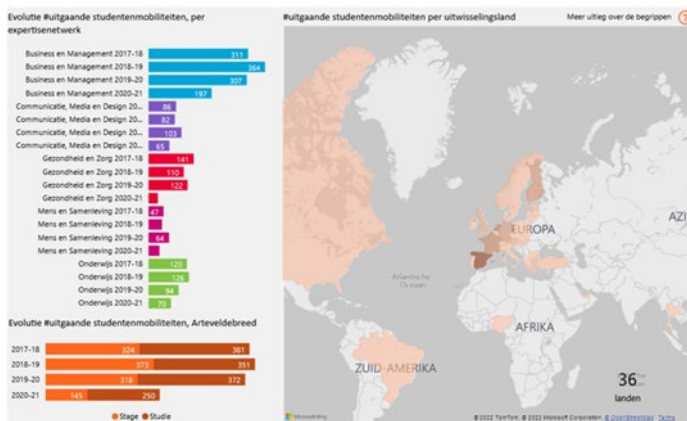 Evolutie #uitgaande studentenmobiliteiten, per
expertisenetwerk
Business en Management 2017-18 311
Business en Management 2018-19 364
Business en Management 2019-20 307
Business en Management 2020-21 197
Communicatie, Media en Design 20... 86
Communicatie, Media en Design 20... 82
Communicatie, Media en Design 20... 103
Communicatie, Media en Design 20... 65
Gezondheid en Zorg 2017-18 141
Gezondheid en Zorg 2018-19 110
Gezondheid en Zorg 2019-20 122
Gezondheid en Zorg 2020-21
Mens en Samenleving 2017-18 47
Mens en Samenleving 2018-19
Mens en Samenleving 2019-20 64
Mens en Samenleving 2020-21
Onderwijs 2017-18 120
Onderwijs 2018-19 126
Onderwijs 2019-20 94
Onderwijs 2020-21 70
Evolutie #uitgaande studentenmobiliteiten, Arteveldebreed
2017-18 324 381
2018-19 373 351
2019-20 318 372
2020-21 145 250
Stage Studie
#uitgaande studentenmobiliteiten per uitwisselingsland
Meer uitleg over de begrippen ?
EUROPA
AZI
Atlantische
Oceaan
AFRIKA
ZUID-AMERIKA
36
landen
Microsoft Bing
© 2022 TomTom, © 2022 Microsoft Corporation, © OpenStreetMap Terms